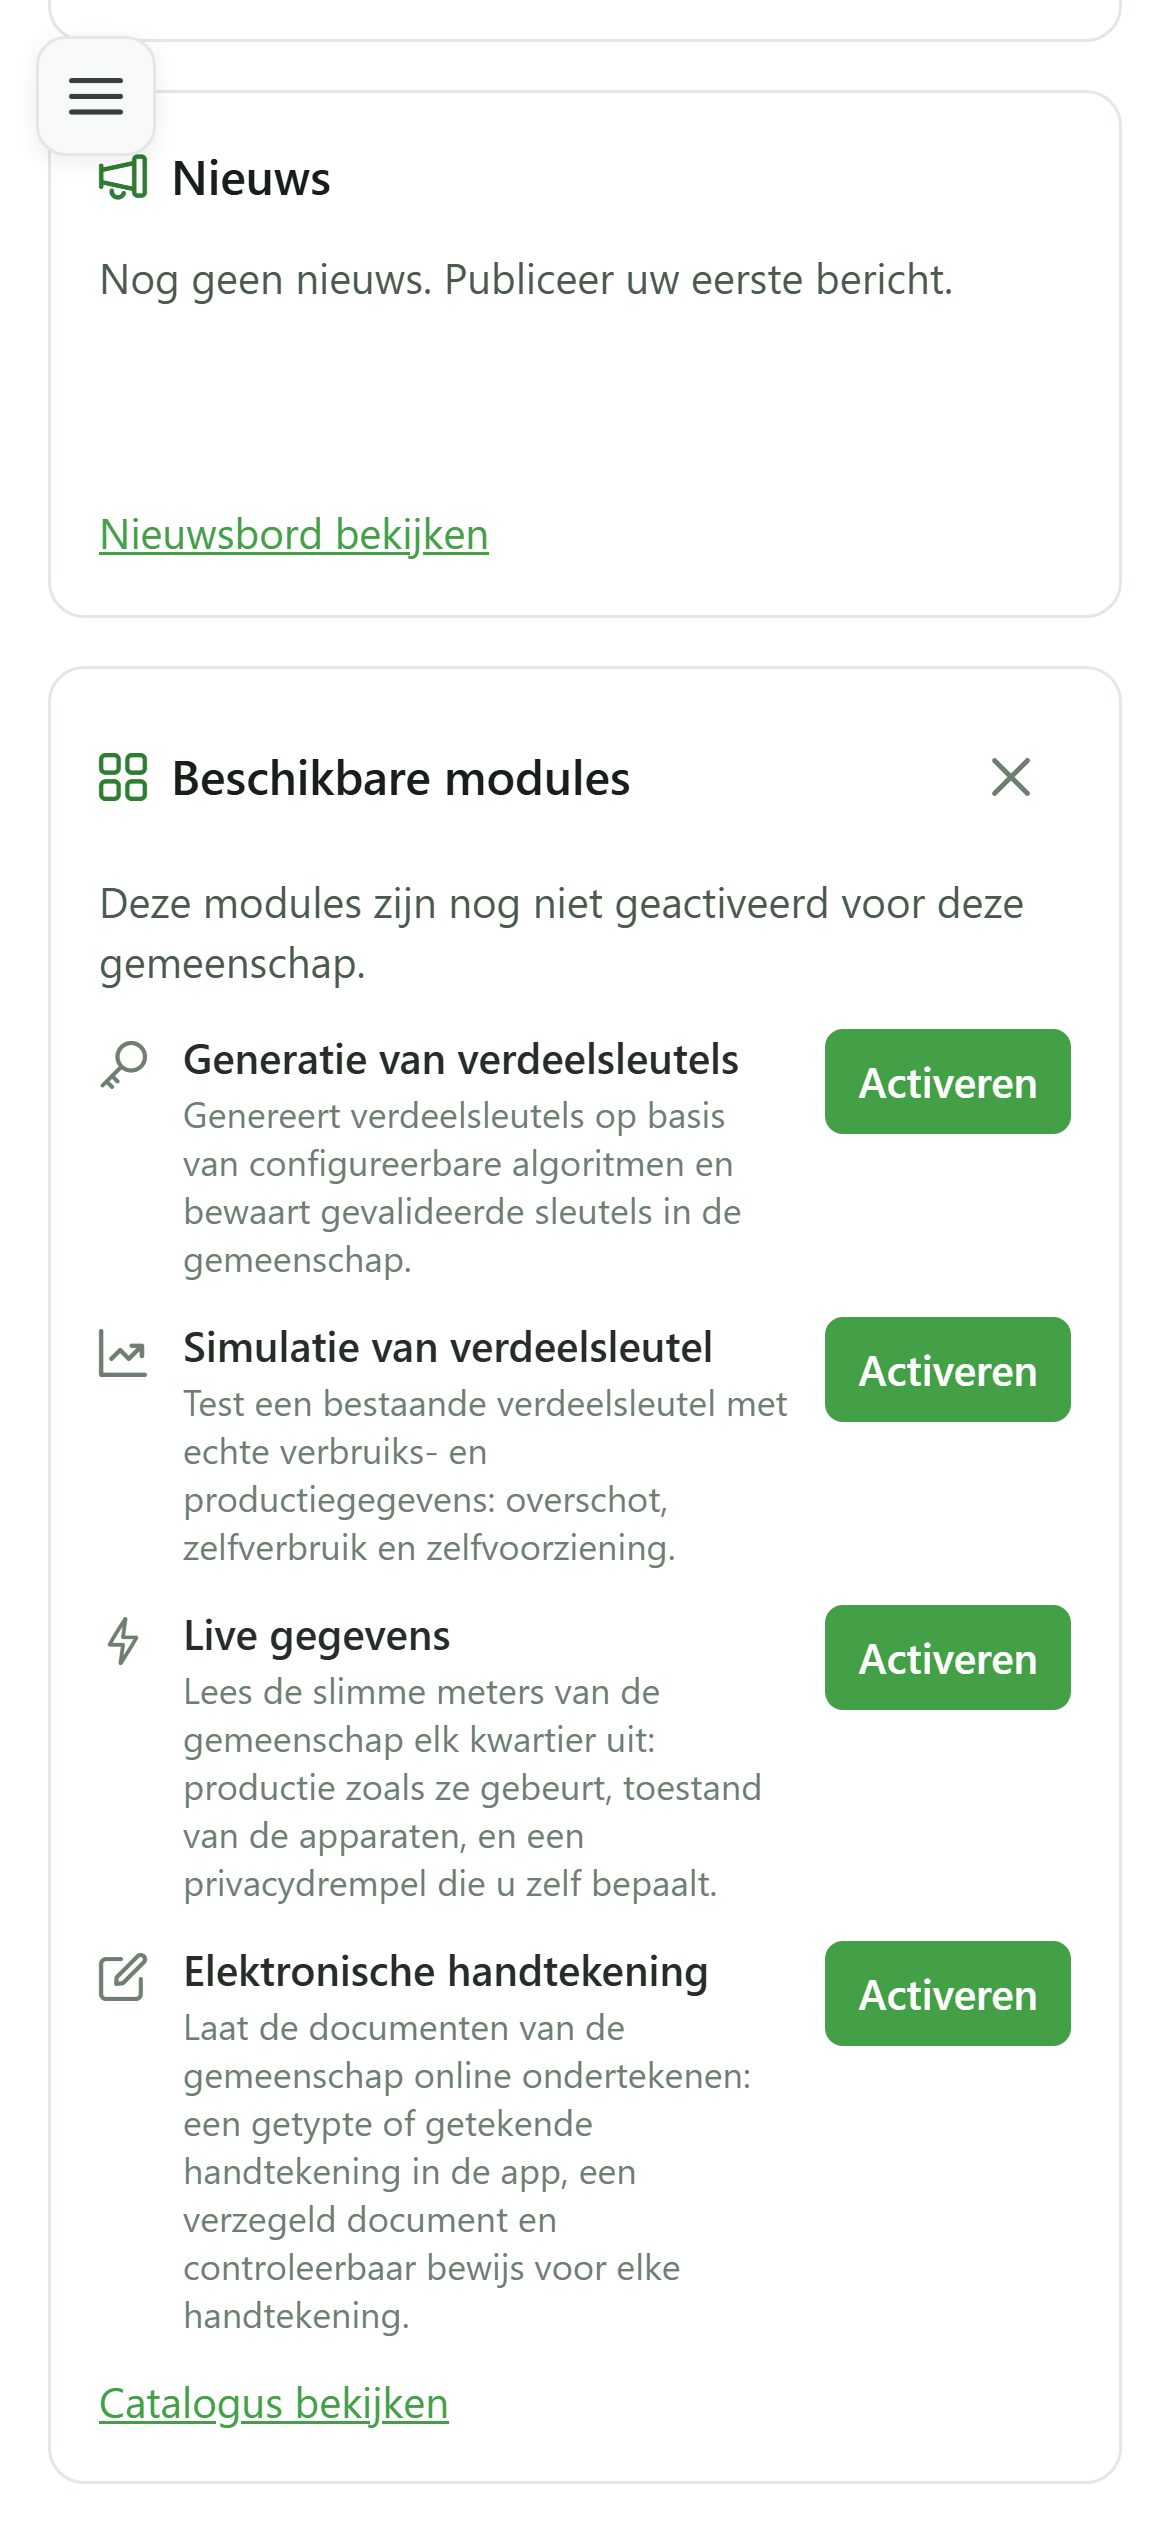 Nieuws
Nog geen nieuws. Publiceer uw eerste bericht.
Nieuwsbord bekijken
Beschikbare modules
Deze modules zijn nog niet geactiveerd voor deze
gemeenschap.
Generatie van verdeelsleutels
Genereert verdeelsleutels op basis
van configureerbare algoritmen en
bewaart gevalideerde sleutels in de
gemeenschap.
Activeren
Simulatie van verdeelsleutel
Test een bestaande verdeelsleutel met
echte verbruiks- en
productiegegevens: overschot,
zelfverbruik en zelfvoorziening.
Activeren
Live gegevens
Lees de slimme meters van de
gemeenschap elk kwartier uit:
productie zoals ze gebeurt, toestand
van de apparaten, en een
privacydrempel die u zelf bepaalt.
Activeren
Elektronische handtekening
Laat de documenten van de
gemeenschap online ondertekenen:
een getypte of getekende
handtekening in de app, een
verzegeld document en
controleerbaar bewijs voor elke
handtekening.
Activeren
Catalogus bekijken